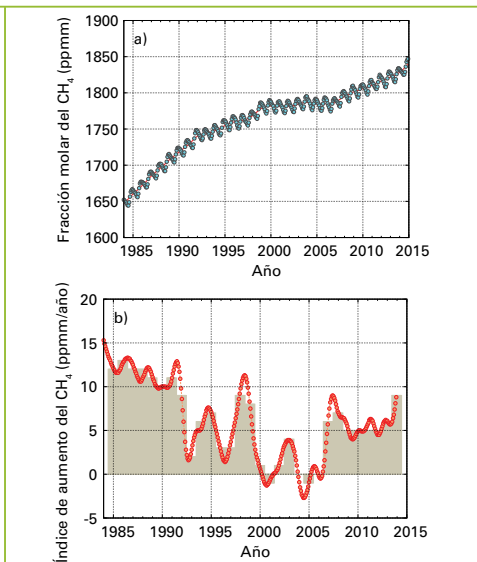 Fracción molar del CH₄ (ppmm)
a)
1900
1850
1800
1750
1700
1650
1600
1985 1990 1995 2000 2005 2010 2015
Año
Índice de aumento del CH₄ (ppmm/año)
b)
20
15
10
5
0
-5
1985 1990 1995 2000 2005 2010 2015
Año